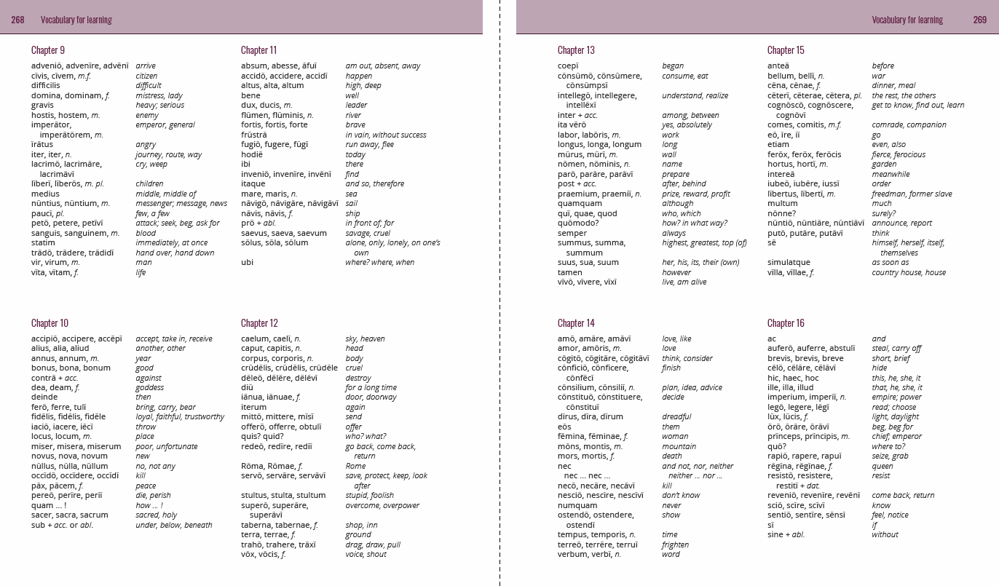 268 Vocabulary for learning
Chapter 9
adveniō, advenīre, advēnī arrive
cīvis, cīvem, m.f. citizen
difficilis difficult
domina, dominam, f. mistress, lady
gravis heavy; serious
hostis, hostem, m. enemy
imperātor, emperor, general
imperātōrem, m.
īrātus angry
iter, iter, n. journey, route, way
lacrimō, lacrimāre, cry, weep
lacrimāvī
līberī, līberōs, m. pl. children
medius middle, middle of
nūntius, nūntium, m. messenger; message, news
paucī, pl. few, a few
petō, petere, petīvī attack; seek, beg, ask for
sanguis, sanguinem, m. blood
statim immediately, at once
trādō, trādere, trādidī hand over, hand down
vir, virum, m. man
vīta, vītam, f. life
Chapter 10
accipiō, accipere, accēpī accept, take in, receive
alius, alia, aliud another, other
annus, annum, m. year
bonus, bona, bonum good
contrā + acc. against
dea, deam, f. goddess
deinde then
ferō, ferre, tulī bring, carry, bear
fidēlis, fidēlis, fidēle loyal, faithful, trustworthy
iaciō, iacere, iēcī throw
locus, locum, m. place
miser, misera, miserum poor, unfortunate
novus, nova, novum new
nūllus, nūlla, nūllum no, not any
occīdō, occīdere, occīdī kill
pāx, pācem, f. peace
pereō, perīre, periī die, perish
quam ... ! how ... !
sacer, sacra, sacrum sacred, holy
sub + acc. or abl. under, below, beneath
Chapter 11
absum, abesse, āfuī am out, absent, away
accidō, accidere, accidī happen
altus, alta, altum high, deep
bene well
dux, ducis, m. leader
flūmen, flūminis, n. river
fortis, fortis, forte brave
frūstrā in vain, without success
fugiō, fugere, fūgī run away, flee
hodiē today
ibi there
inveniō, invenīre, invēnī find
itaque and so, therefore
mare, maris, n. sea
nāvigō, nāvigāre, nāvigāvī sail
nāvis, nāvis, f. ship
prō + abl. in front of; for
saevus, saeva, saevum savage, cruel
sōlus, sōla, sōlum alone, only, lonely, on one's
own
ubi where? where, when
Chapter 12
caelum, caelī, n. sky, heaven
caput, capitis, n. head
corpus, corporis, n. body
crūdēlis, crūdēlis, crūdēle cruel
dēleō, dēlēre, dēlēvī destroy
diū for a long time
iānua, iānuae, f. door, doorway
iterum again
mittō, mittere, mīsī send
offerō, offerre, obtulī offer
quis? quid? who? what?
redeō, redīre, rediī go back, come back,
return
Rōma, Rōmae, f. Rome
servō, servāre, servāvī save, protect, keep, look
after
stultus, stulta, stultum stupid, foolish
superō, superāre, overcome, overpower
superāvī
taberna, tabernae, f. shop, inn
terra, terrae, f. ground
trahō, trahere, trāxī drag, draw, pull
vōx, vōcis, f. voice, shout
Vocabulary for learning 269
Chapter 13
coepī began
cōnsūmō, cōnsūmere, consume, eat
cōnsūmpsī
intellegō, intellegere, understand, realize
intellēxī
inter + acc. among, between
ita vērō yes, absolutely
labor, labōris, m. work
longus, longa, longum long
mūrus, mūrī, m. wall
nōmen, nōminis, n. name
parō, parāre, parāvī prepare
post + acc. after, behind
praemium, praemiī, n. prize, reward, profit
quamquam although
quī, quae, quod who, which
quōmodo? how? in what way?
semper always
summus, summa, highest, greatest, top (of)
summum
suus, sua, suum her, his, its, their (own)
tamen however
vīvō, vīvere, vīxī live, am alive
Chapter 14
amō, amāre, amāvī love, like
amor, amōris, m. love
cōgitō, cōgitāre, cōgitāvī think, consider
cōnficiō, cōnficere, finish
cōnfēcī
cōnsilium, cōnsiliī, n. plan, idea, advice
cōnstituō, cōnstituere, decide
cōnstituī
dīrus, dīra, dīrum dreadful
eōs them
fēmina, fēminae, f. woman
mōns, montis, m. mountain
mors, mortis, f. death
nec and not, nor, neither
nec ... nec ... neither ... nor ...
necō, necāre, necāvī kill
nesciō, nescīre, nescīvī don't know
numquam never
ostendō, ostendere, show
ostendī
tempus, temporis, n. time
terreō, terrēre, terruī frighten
verbum, verbī, n. word
Chapter 15
anteā before
bellum, bellī, n. war
cēna, cēnae, f. dinner, meal
cēterī, cēterae, cētera, pl. the rest, the others
cognōscō, cognōscere, get to know, find out, learn
cognōvī
comes, comitis, m.f. comrade, companion
eō, īre, iī go
etiam even, also
ferōx, ferōx, ferōcis fierce, ferocious
hortus, hortī, m. garden
intereā meanwhile
iubeō, iubēre, iussī order
lībertus, lībertī, m. freedman, former slave
multum much
nōnne? surely?
nūntiō, nūntiāre, nūntiāvī announce, report
putō, putāre, putāvī think
sē himself, herself, itself,
themselves
simulatque as soon as
vīlla, vīllae, f. country house, house
Chapter 16
ac and
auferō, auferre, abstulī steal, carry off
brevis, brevis, breve short, brief
cēlō, cēlāre, cēlāvī hide
hic, haec, hoc this, he, she, it
ille, illa, illud that, he, she, it
imperium, imperiī, n. empire; power
legō, legere, lēgī read; choose
lūx, lūcis, f. light, daylight
ōrō, ōrāre, ōrāvī beg, beg for
prīnceps, prīncipis, m. chief; emperor
quō? where to?
rapiō, rapere, rapuī seize, grab
rēgīna, rēgīnae, f. queen
resistō, resistere, resist
restitī + dat.
reveniō, revenīre, revēnī come back, return
sciō, scīre, scīvī know
sentiō, sentīre, sēnsī feel, notice
sī if
sine + abl. without